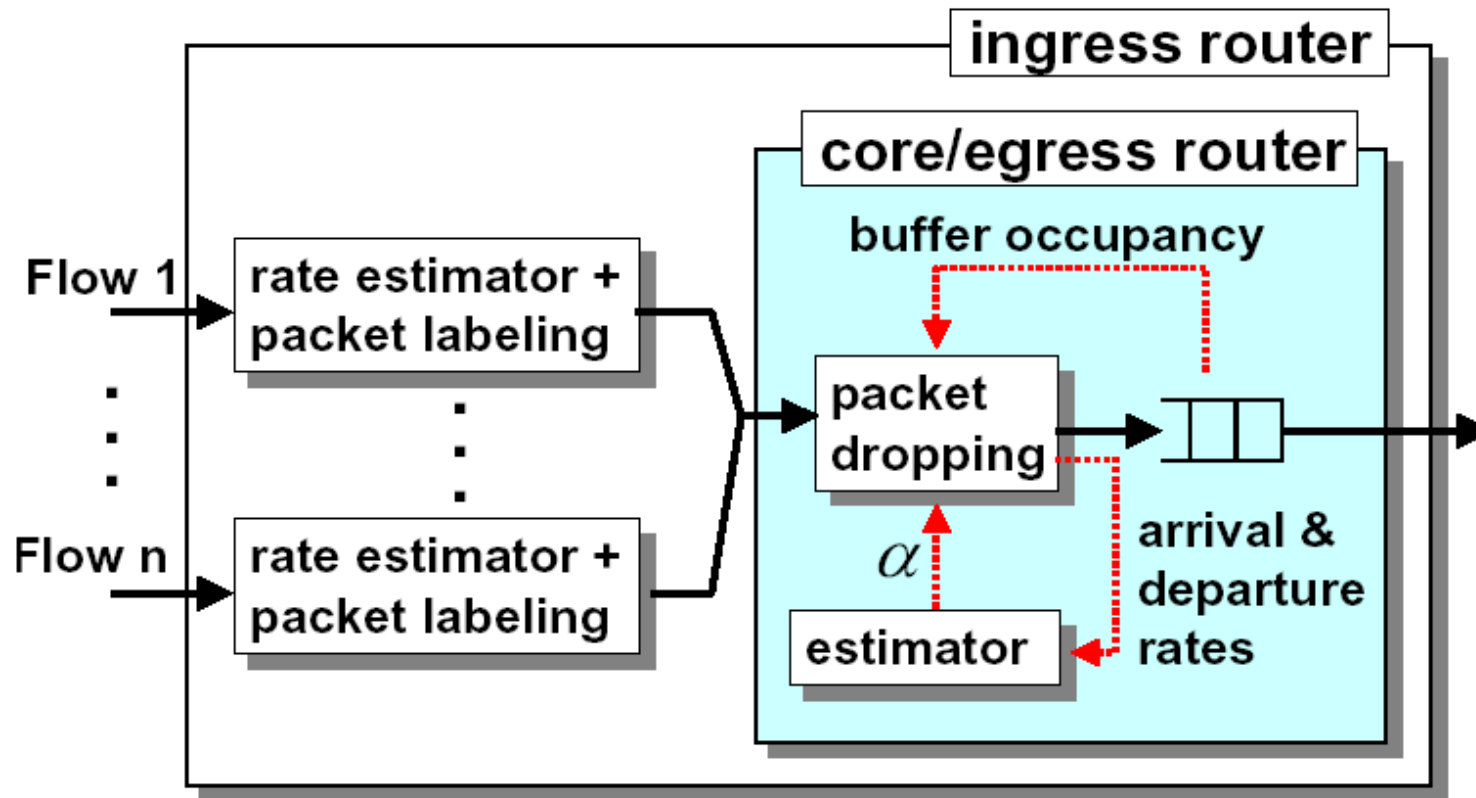 ingress router
core/egress router
buffer occupancy
Flow 1
rate estimator +
packet labeling
packet
dropping
Flow n
rate estimator +
packet labeling
α
arrival &
departure
rates
estimator